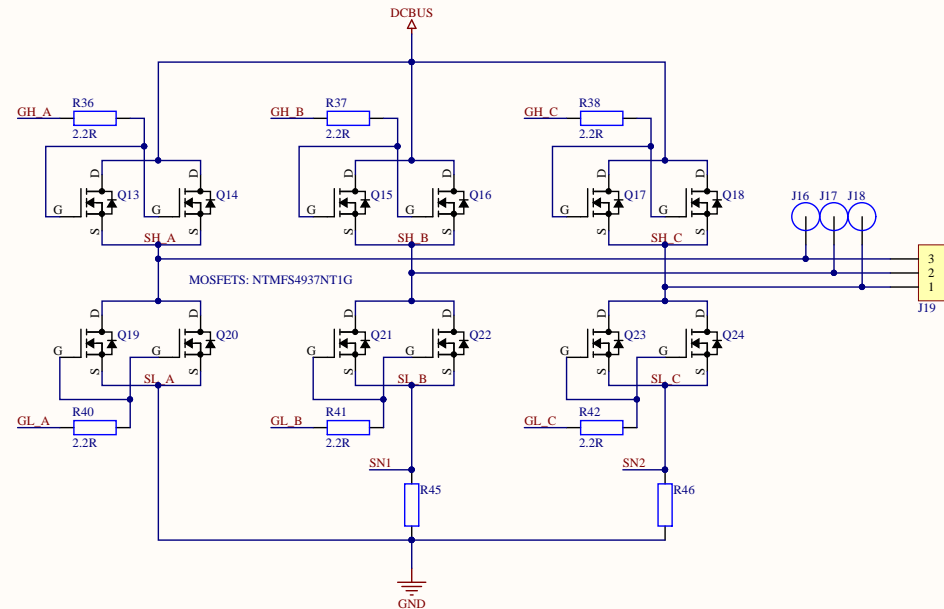 DCBUS
R36
GH_A
2.2R
R37
GH_B
2.2R
R38
GH_C
2.2R
D
D
D
D
D
D
Q13
Q14
Q15
Q16
Q17
Q18
J16
J17
J18
G
G
G
G
G
G
S
S
S
S
S
S
SH_A
SH_B
SH_C
3
2
1
J19
MOSFETS: NTMFS4937NT1G
D
D
D
D
D
D
Q19
Q20
Q21
Q22
Q23
Q24
G
G
G
G
G
G
S
S
S
S
S
S
SL_A
SL_B
SL_C
R40
GL_A
2.2R
R41
GL_B
2.2R
R42
GL_C
2.2R
SN1
SN2
R45
R46
GND